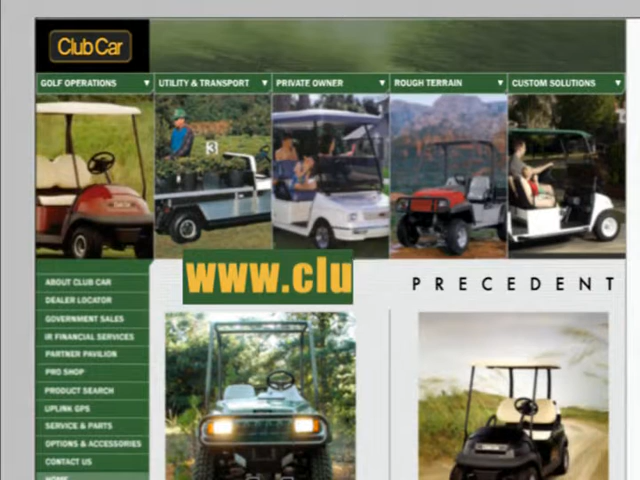 Club Car
GOLF OPERATIONS
UTILITY & TRANSPORT
PRIVATE OWNER
ROUGH TERRAIN
CUSTOM SOLUTIONS
3
www.clu
PRECEDENT
ABOUT CLUB CAR
DEALER LOCATOR
GOVERNMENT SALES
IR FINANCIAL SERVICES
PARTNER PAVILION
PRO SHOP
PRODUCT SEARCH
UPLINK GPS
SERVICE & PARTS
OPTIONS & ACCESSORIES
CONTACT US
HOME